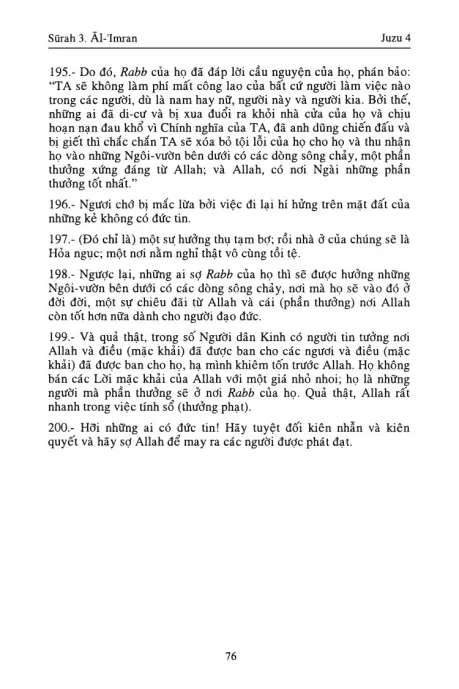 Sūrah 3. Āl-'Imran Juzu 4
195.- Do đó, Rabb của họ đã đáp lời cầu nguyện của họ, phán bảo:
“TA sẽ không làm phí mất công lao của bất cứ người làm việc nào
trong các người, dù là nam hay nữ, người này và người kia. Bởi thế,
những ai đã di-cư và bị xua đuổi ra khỏi nhà cửa của họ và chịu
hoạn nạn đau khổ vì Chính nghĩa của TA, đã anh dũng chiến đấu và
bị giết thì chắc chắn TA sẽ xóa bỏ tội lỗi của họ cho họ và thu nhận
họ vào những Ngôi-vườn bên dưới có các dòng sông chảy, một phần
thưởng xứng đáng từ Allah; và Allah, có nơi Ngài những phần
thưởng tốt nhất.”
196.- Ngươi chớ bị mắc lừa bởi việc đi lại hí hửng trên mặt đất của
những kẻ không có đức tin.
197.- (Đó chỉ là) một sự hưởng thụ tạm bợ; rồi nhà ở của chúng sẽ là
Hỏa ngục; một nơi nằm nghỉ thật vô cùng tồi tệ.
198.- Ngược lại, những ai sợ Rabb của họ thì sẽ được hưởng những
Ngôi-vườn bên dưới có các dòng sông chảy, nơi mà họ sẽ vào ở
đời đời, một sự chiêu đãi từ Allah và cái (phần thưởng) nơi Allah
còn tốt hơn nữa dành cho người đạo đức.
199.- Và quả thật, trong số Người dân Kinh có người tin tưởng nơi
Allah và điều (mặc khải) đã được ban cho các ngươi và điều (mặc
khải) đã được ban cho họ, hạ mình khiêm tốn trước Allah. Họ không
bán các Lời mặc khải của Allah với một giá nhỏ nhoi; họ là những
người mà phần thưởng sẽ ở nơi Rabb của họ. Quả thật, Allah rất
nhanh trong việc tính sổ (thưởng phạt).
200.- Hỡi những ai có đức tin! Hãy tuyệt đối kiên nhẫn và kiên
quyết và hãy sợ Allah để may ra các người được phát đạt.
76